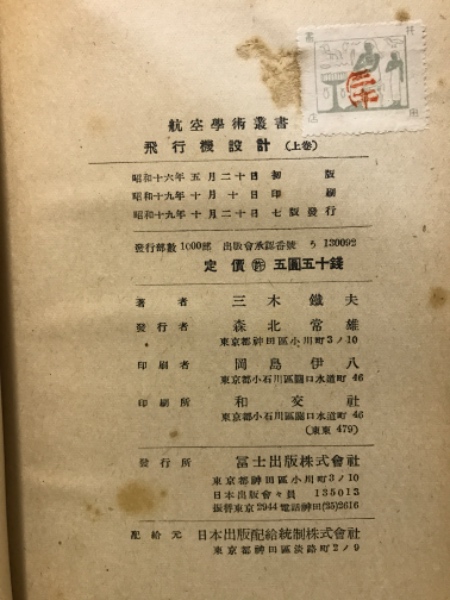 航空學術叢書
飛行機設計 (上卷)
昭和十六年五月二十日初版
昭和十九年十月十日印刷
昭和十九年十月二十日七版發行
發行部數 1000部 出版會承認番號 う 130092
定價 ㊕ 五圓五十錢
著者 三木鐵夫
發行者 森北常雄
東京都神田區小川町3ノ10
印刷者 岡島伊八
東京都小石川區關口水道町 46
印刷所 和交社
東京都小石川區關口水道町 46
(東東 479)
發行所 冨士出版株式會社
東京都神田區小川町3ノ10
日本出版會々員 135013
振替東京 2944 電話神田(25)2616
配給元 日本出版配給統制株式會社
東京都神田區淡路町2ノ9